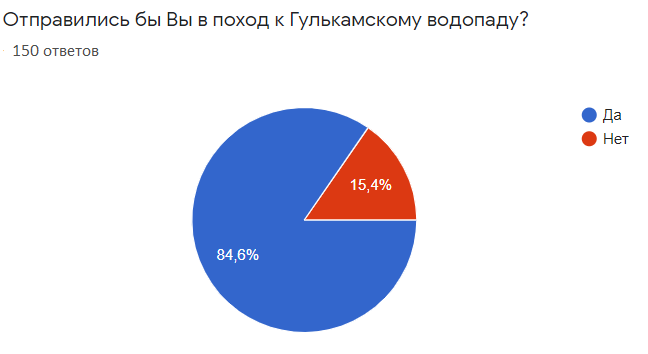 Отправились бы Вы в поход к Гулькамскому водопаду?
150 ответов
Да
Нет
15,4%
84,6%